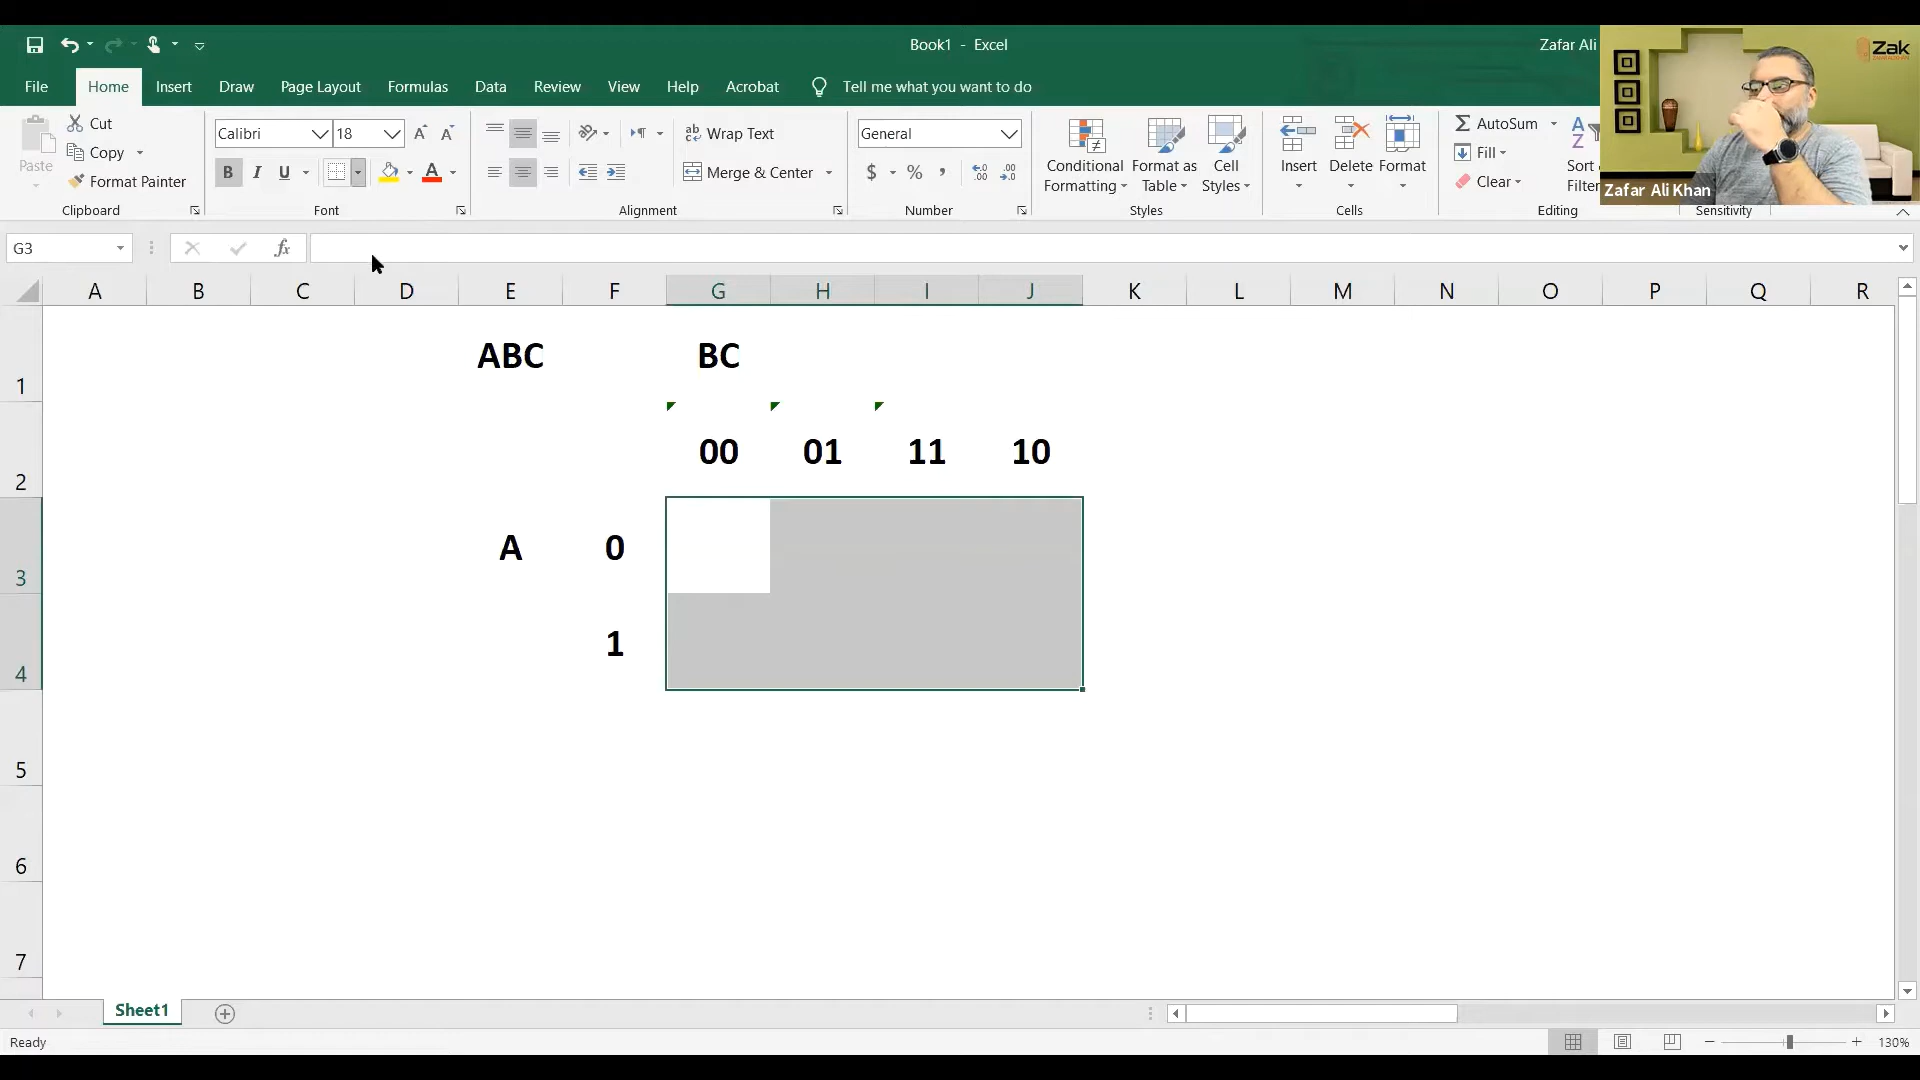 Book1 - Excel
Zafar Ali
Zak
File Home Insert Draw Page Layout Formulas Data Review View Help Acrobat Tell me what you want to do
Paste
Cut
Copy
Format Painter
Clipboard
Calibri 18
B I U
Font
Wrap Text
Merge & Center
Alignment
General
$ % ,
Number
Conditional Formatting
Format as Table
Cell Styles
Styles
Insert Delete Format
Cells
AutoSum
Fill
Clear
Sort
Filter
Editing
Sensitivity
Zafar Ali Khan
G3
fx
A B C D E F G H I J K L M N O P Q R
1 ABC BC
2 00 01 11 10
3 A 0
4 1
5
6
7
Sheet1
Ready
130%